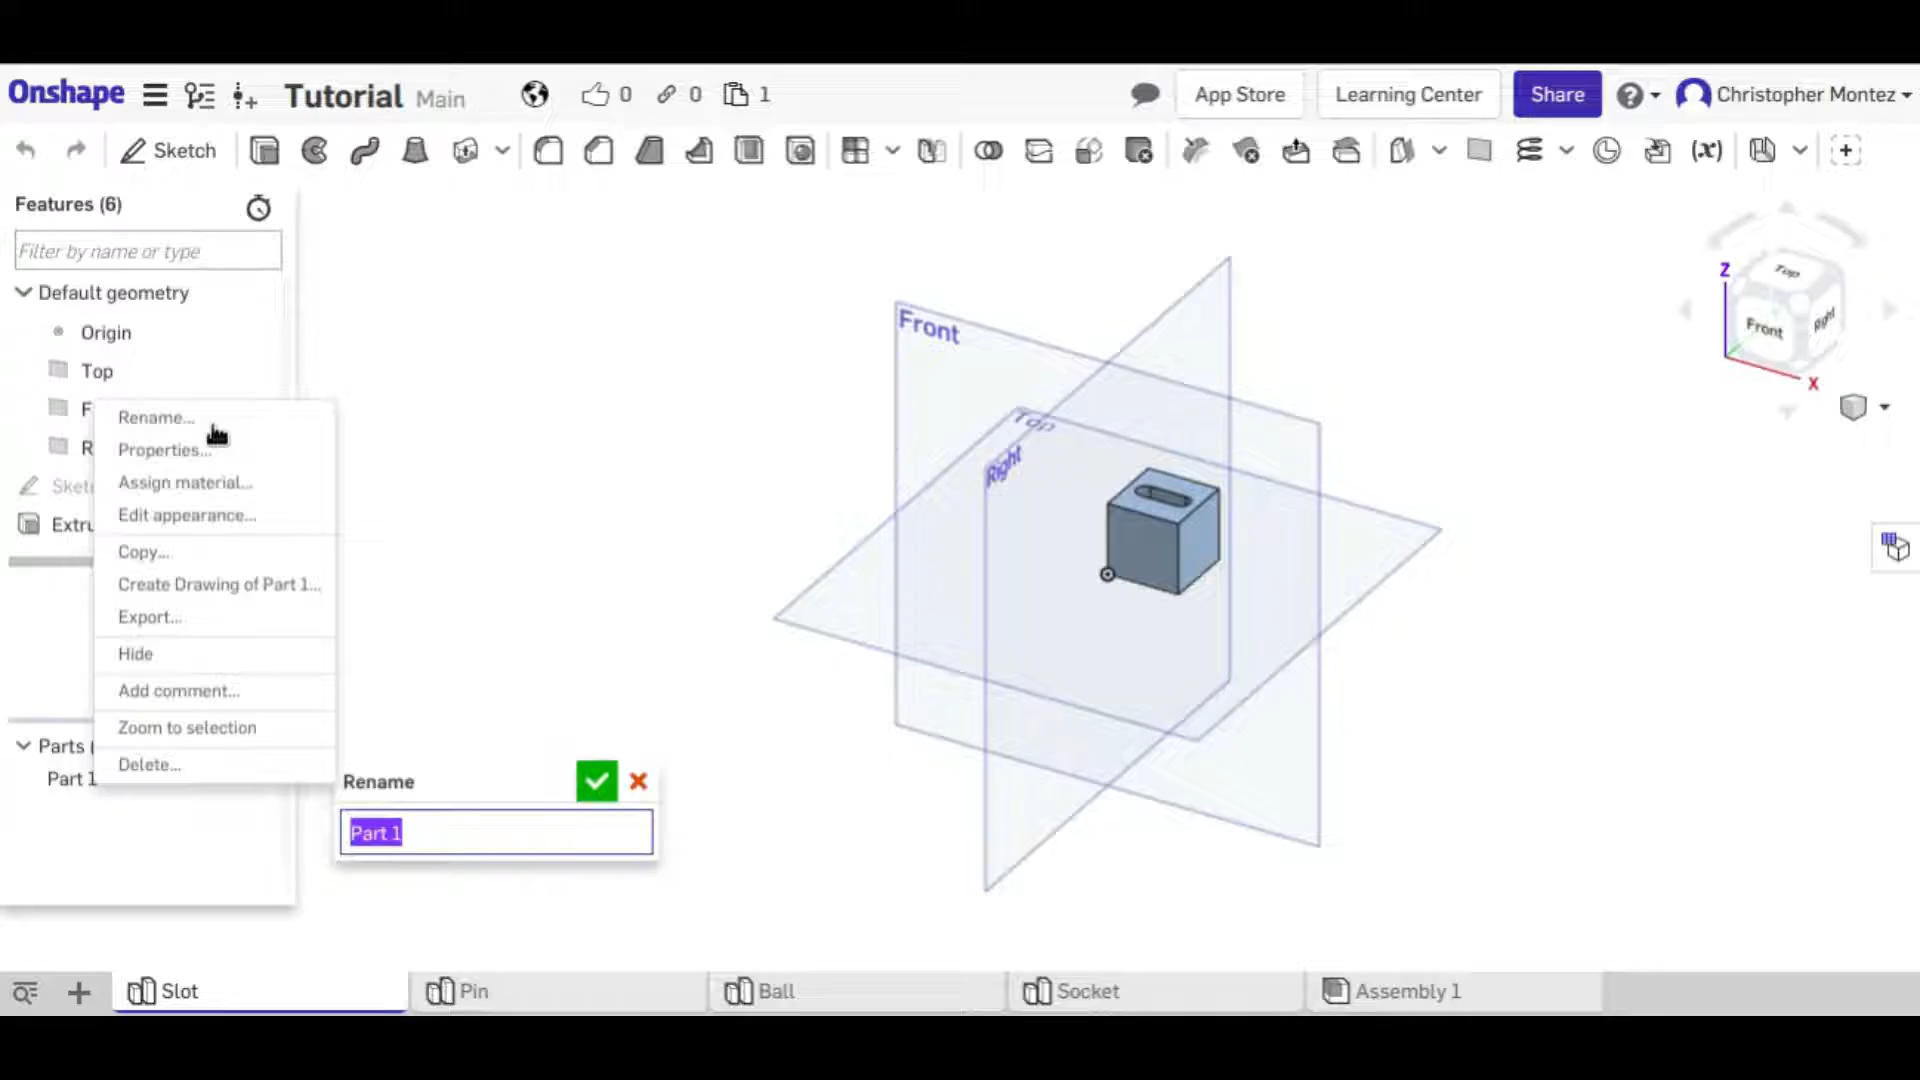 Onshape Tutorial Main 0 0 1 App Store Learning Center Share Christopher Montez
Sketch (x)
Features (6)
Filter by name or type
Default geometry
Origin
Top
F
R
Sket
Extru
Rename...
Properties...
Assign material...
Edit appearance...
Copy...
Create Drawing of Part 1...
Export...
Hide
Add comment...
Zoom to selection
Delete...
Parts (
Part 1
Rename
Part 1
Front
Top
Right
Z
Top
Front
Right
X
Slot Pin Ball Socket Assembly 1